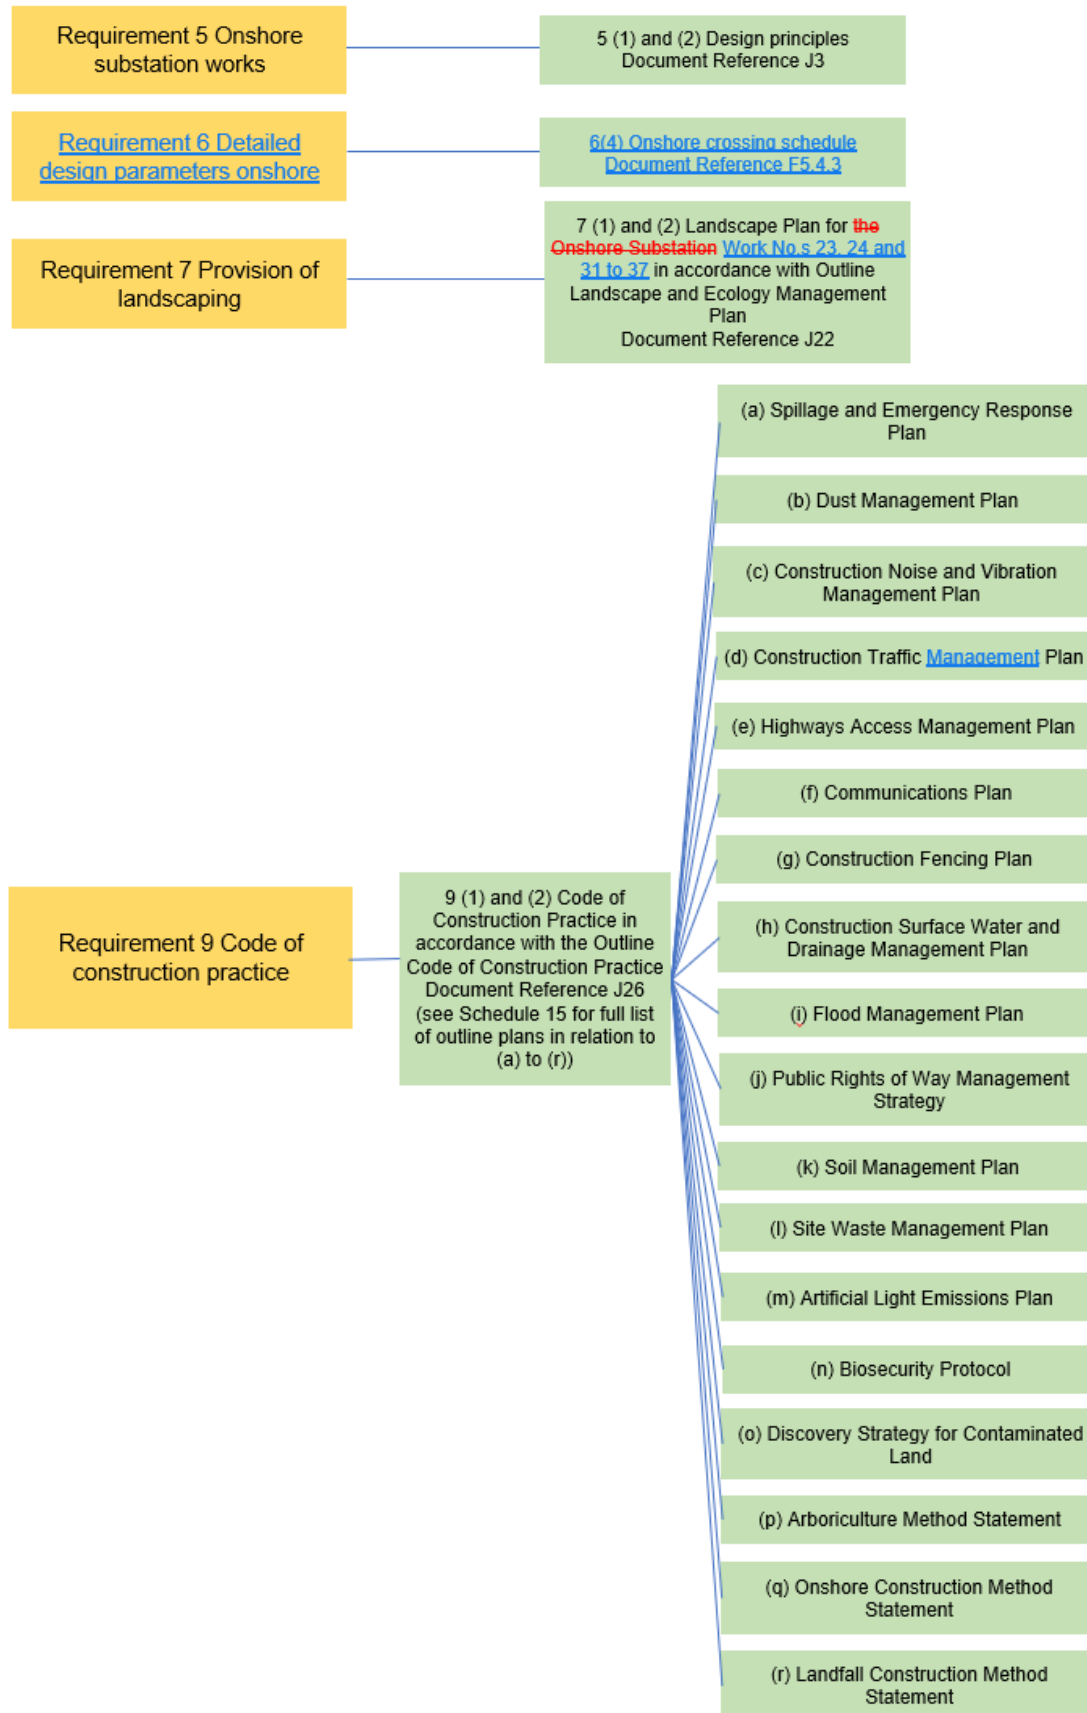 Requirement 5 Onshore
substation works
5 (1) and (2) Design principles
Document Reference J3
Requirement 6 Detailed
design parameters onshore
6(4) Onshore crossing schedule
Document Reference F5.4.3
Requirement 7 Provision of
landscaping
7 (1) and (2) Landscape Plan for the
Onshore Substation Work No.s 23, 24 and
31 to 37 in accordance with Outline
Landscape and Ecology Management
Plan
Document Reference J22
Requirement 9 Code of
construction practice
9 (1) and (2) Code of
Construction Practice in
accordance with the Outline
Code of Construction Practice
Document Reference J26
(see Schedule 15 for full list
of outline plans in relation to
(a) to (r))
(a) Spillage and Emergency Response
Plan
(b) Dust Management Plan
(c) Construction Noise and Vibration
Management Plan
(d) Construction Traffic Management Plan
(e) Highways Access Management Plan
(f) Communications Plan
(g) Construction Fencing Plan
(h) Construction Surface Water and
Drainage Management Plan
(i) Flood Management Plan
(j) Public Rights of Way Management
Strategy
(k) Soil Management Plan
(l) Site Waste Management Plan
(m) Artificial Light Emissions Plan
(n) Biosecurity Protocol
(o) Discovery Strategy for Contaminated
Land
(p) Arboriculture Method Statement
(q) Onshore Construction Method
Statement
(r) Landfall Construction Method
Statement